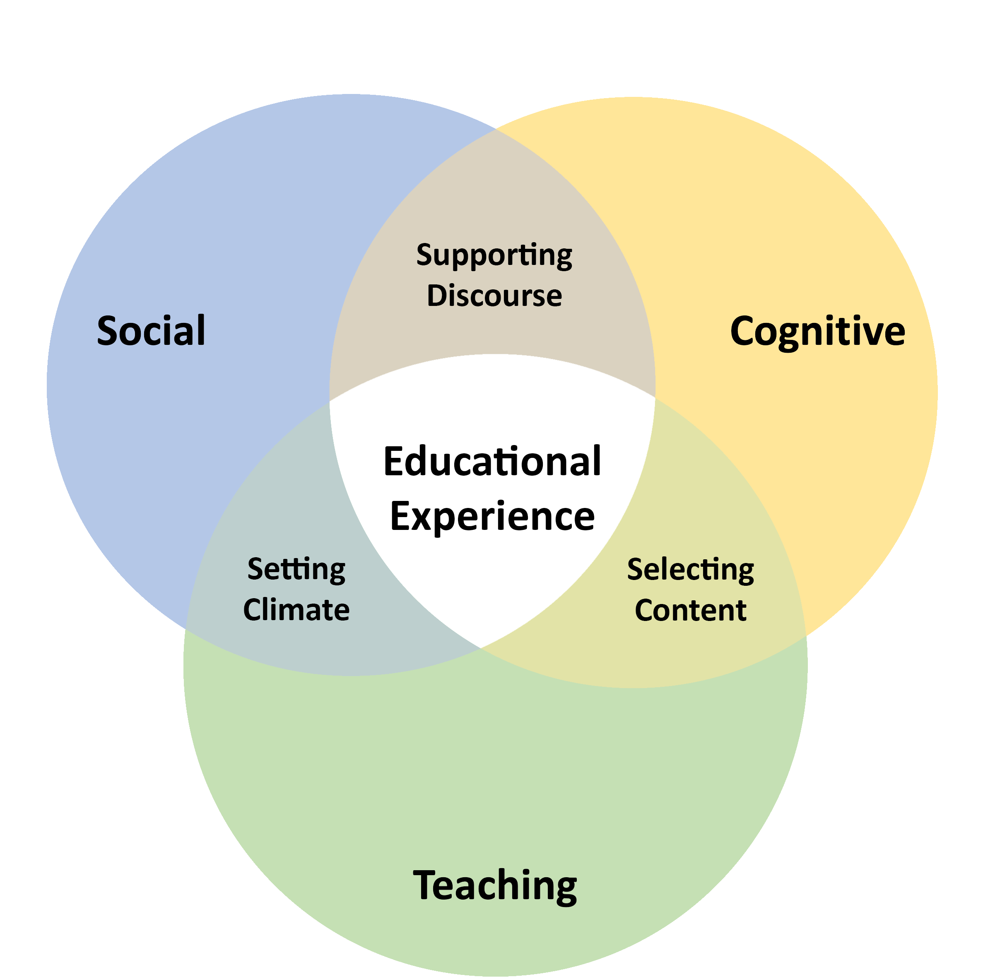 Supporting
Discourse
Social
Cognitive
Educational
Experience
Setting
Climate
Selecting
Content
Teaching